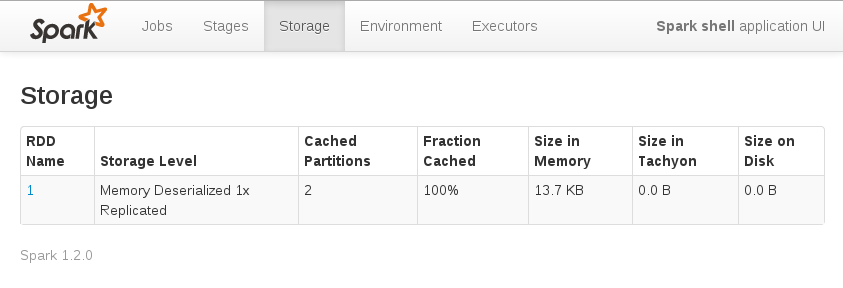 Spark Jobs Stages Storage Environment Executors Spark shell application UI
Storage
RDD Name Storage Level Cached Partitions Fraction Cached Size in Memory Size in Tachyon Size on Disk
1 Memory Deserialized 1x Replicated 2 100% 13.7 KB 0.0 B 0.0 B
Spark 1.2.0